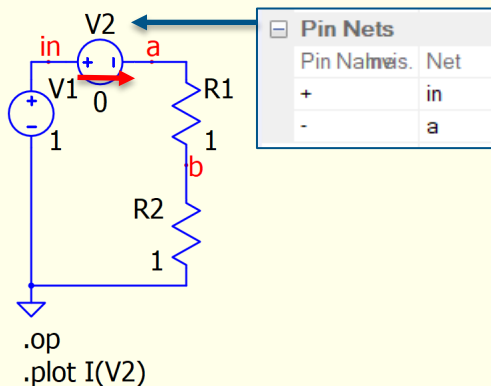 V2
in
a
+
V1
0
R1
+
1
1
b
R2
1
.op
.plot I(V2)
Pin Nets
Net
+ in
- a